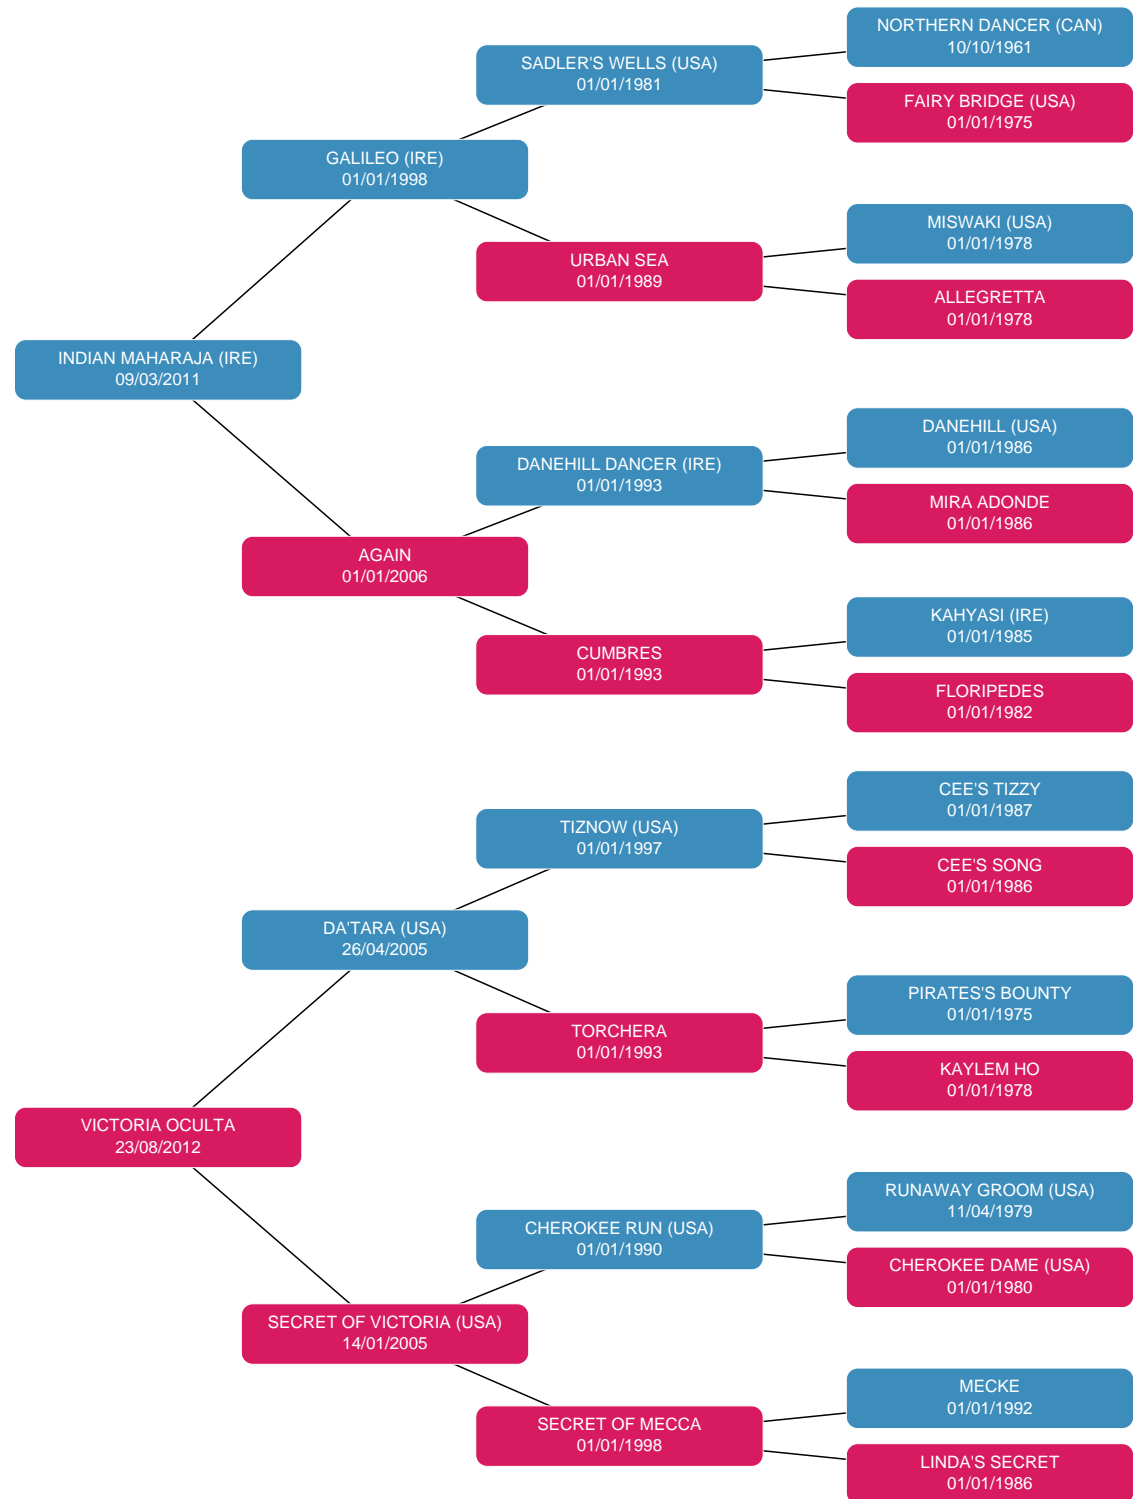 NORTHERN DANCER (CAN)
10/10/1961
SADLER'S WELLS (USA)
01/01/1981
FAIRY BRIDGE (USA)
01/01/1975
GALILEO (IRE)
01/01/1998
MISWAKI (USA)
01/01/1978
URBAN SEA
01/01/1989
ALLEGRETTA
01/01/1978
INDIAN MAHARAJA (IRE)
09/03/2011
DANEHILL (USA)
01/01/1986
DANEHILL DANCER (IRE)
01/01/1993
MIRA ADONDE
01/01/1986
AGAIN
01/01/2006
KAHYASI (IRE)
01/01/1985
CUMBRES
01/01/1993
FLORIPEDES
01/01/1982
CEE'S TIZZY
01/01/1987
TIZNOW (USA)
01/01/1997
CEE'S SONG
01/01/1986
DA'TARA (USA)
26/04/2005
PIRATES'S BOUNTY
01/01/1975
TORCHERA
01/01/1993
KAYLEM HO
01/01/1978
VICTORIA OCULTA
23/08/2012
RUNAWAY GROOM (USA)
11/04/1979
CHEROKEE RUN (USA)
01/01/1990
CHEROKEE DAME (USA)
01/01/1980
SECRET OF VICTORIA (USA)
14/01/2005
MECKE
01/01/1992
SECRET OF MECCA
01/01/1998
LINDA'S SECRET
01/01/1986